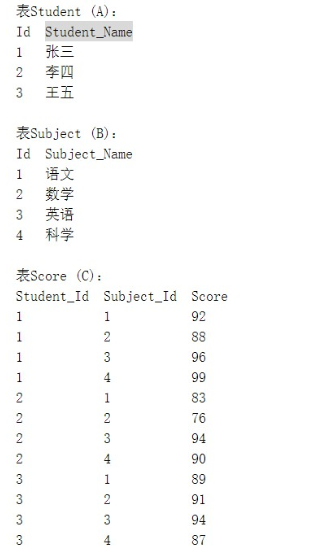 表Student (A):
Id Student_Name
1 张三
2 李四
3 王五
表Subject (B):
Id Subject_Name
1 语文
2 数学
3 英语
4 科学
表Score (C):
Student_Id Subject_Id Score
1 1 92
1 2 88
1 3 96
1 4 99
2 1 83
2 2 76
2 3 94
2 4 90
3 1 89
3 2 91
3 3 94
3 4 87